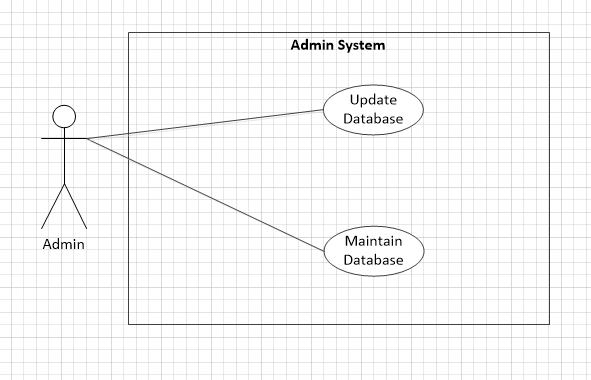 Admin System
Update
Database
Admin
Maintain
Database